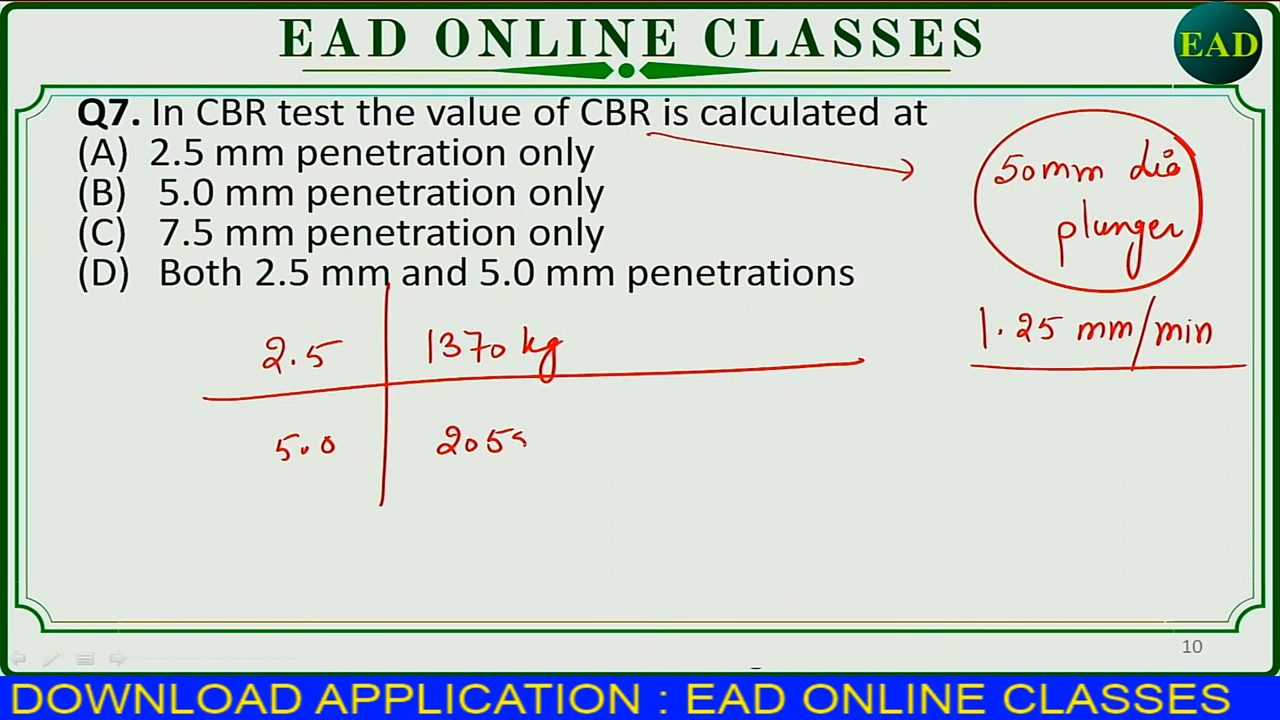 EAD ONLINE CLASSES
EAD
Q7. In CBR test the value of CBR is calculated at
(A) 2.5 mm penetration only
(B) 5.0 mm penetration only
(C) 7.5 mm penetration only
(D) Both 2.5 mm and 5.0 mm penetrations
50mm dia
plunger
1.25 mm/min
2.5 1370 kg
5.0 205
10
DOWNLOAD APPLICATION : EAD ONLINE CLASSES